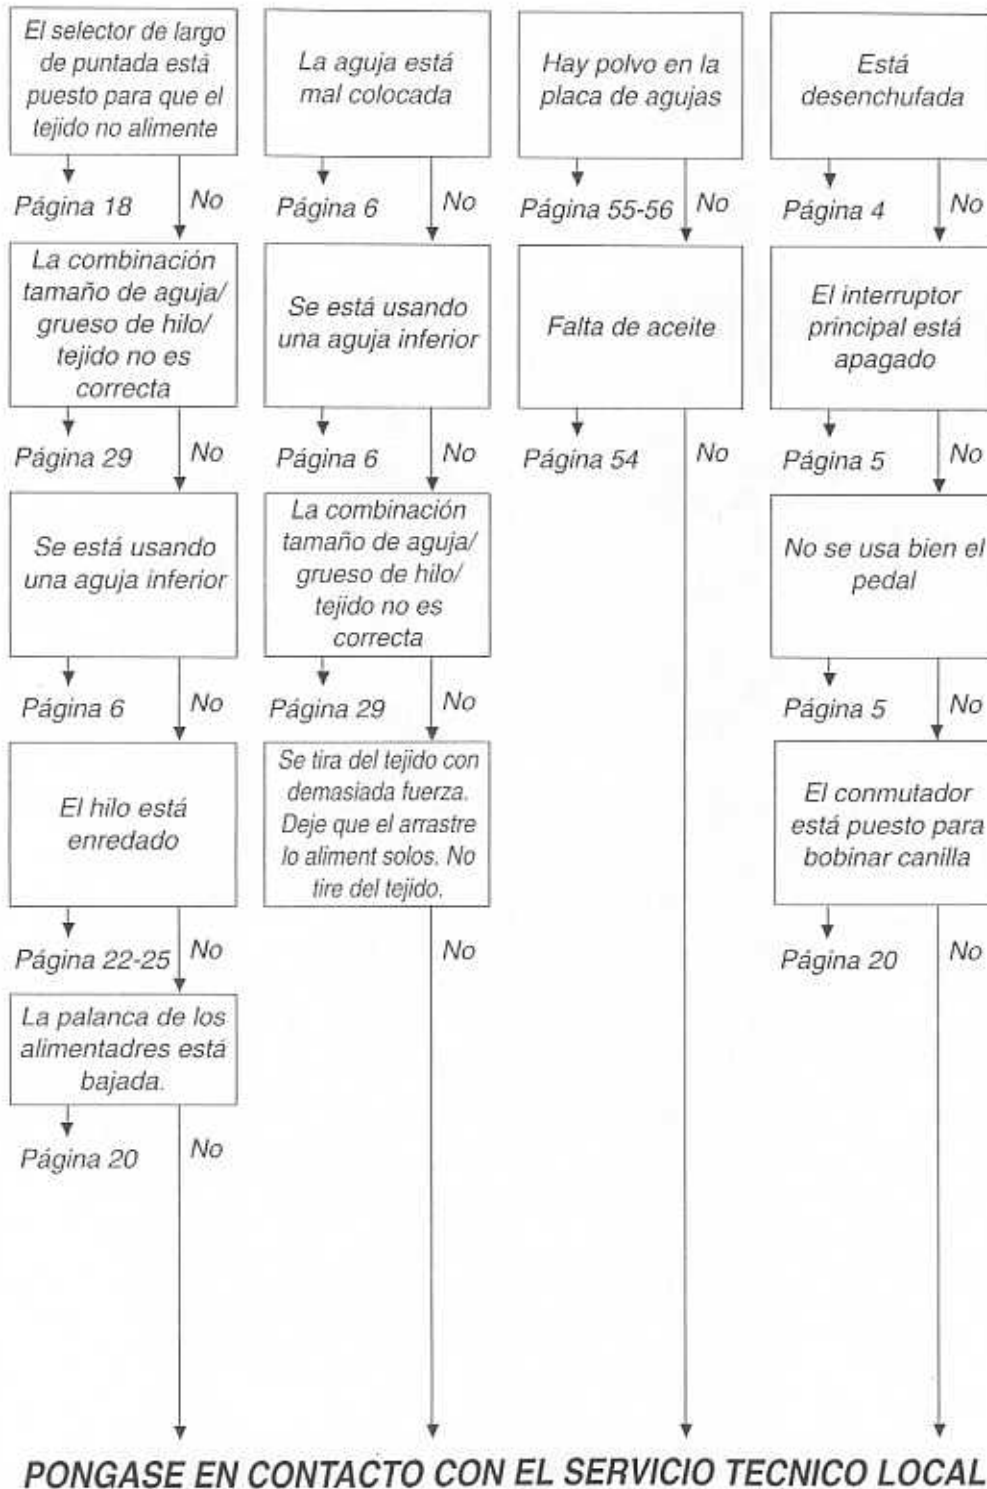 El selector de largo
de puntada está
puesto para que el
tejido no alimente
Página 18
No
La combinación
tamaño de aguja/
grueso de hilo/
tejido no es
correcta
Página 29
No
Se está usando
una aguja inferior
Página 6
No
El hilo está
enredado
Página 22-25
No
La palanca de los
alimentadres está
bajada.
Página 20
No
La aguja está
mal colocada
Página 6
No
Se está usando
una aguja inferior
Página 6
No
La combinación
tamaño de aguja/
grueso de hilo/
tejido no es
correcta
Página 29
No
Se tira del tejido con
demasiada fuerza.
Deje que el arrastre
lo aliment solos. No
tire del tejido.
No
Hay polvo en la
placa de agujas
Página 55-56
No
Falta de aceite
Página 54
No
Está
desenchufada
Página 4
No
El interruptor
principal está
apagado
Página 5
No
No se usa bien el
pedal
Página 5
No
El conmutador
está puesto para
bobinar canilla
Página 20
No
PONGASE EN CONTACTO CON EL SERVICIO TECNICO LOCAL